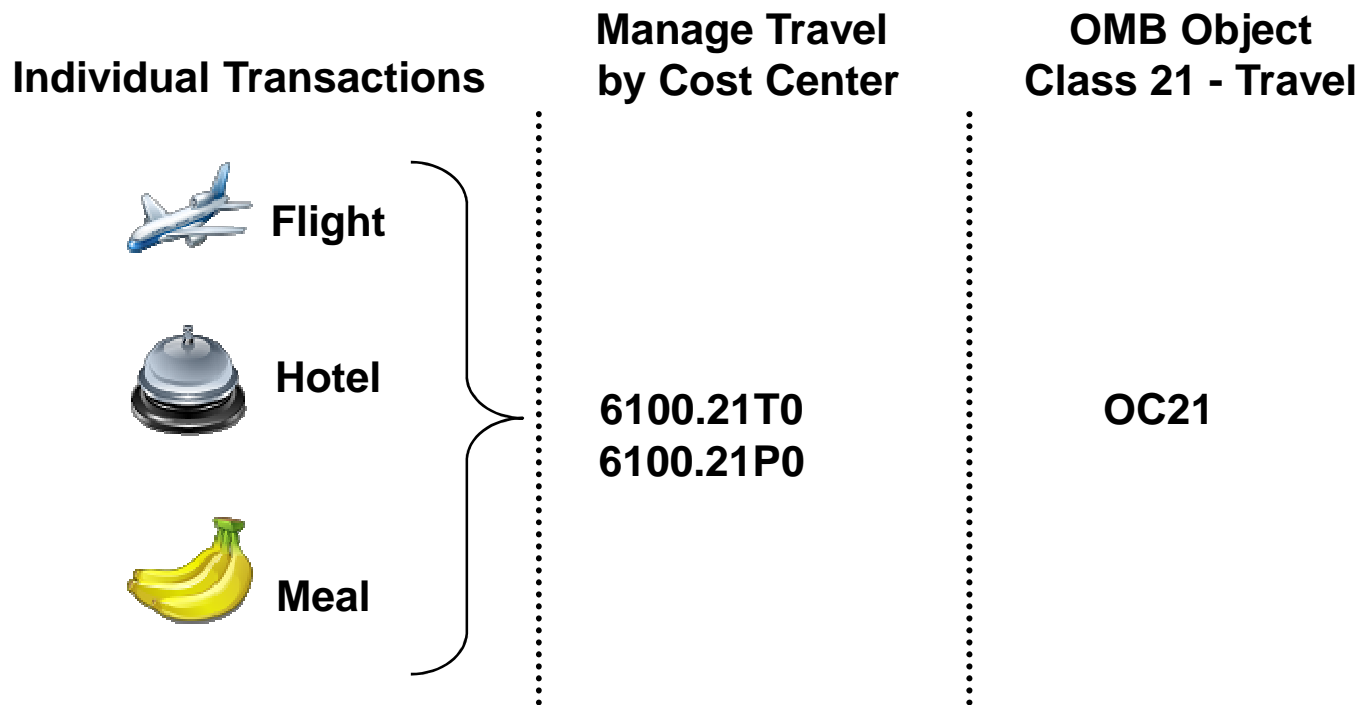 Individual Transactions
Manage Travel
by Cost Center
OMB Object
Class 21 - Travel
Flight
Hotel
Meal
6100.21T0
6100.21P0
OC21